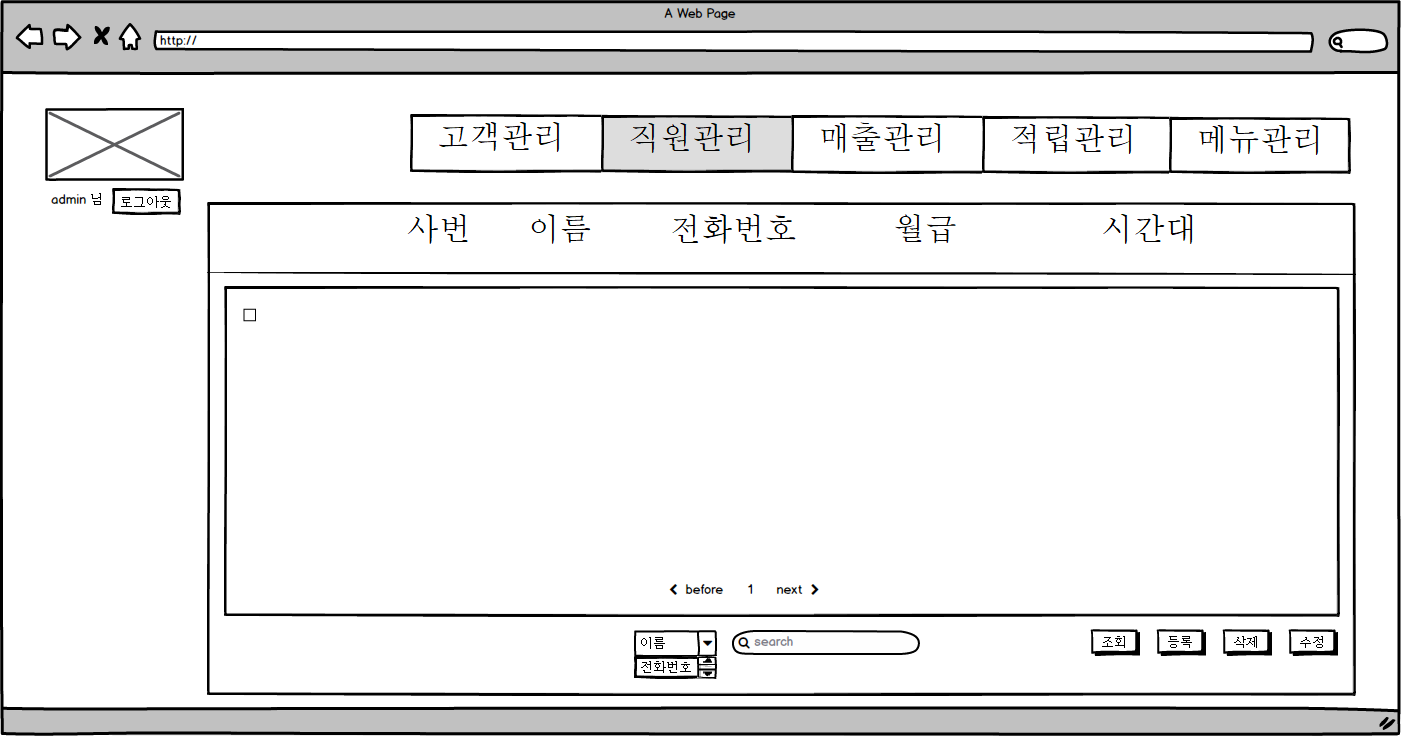 A Web Page
http://
고객관리 직원관리 매출관리 적립관리 메뉴관리
admin 님 로그아웃
사번 이름 전화번호 월급 시간대
before 1 next
이름 search 조회 등록 삭제 수정
전화번호